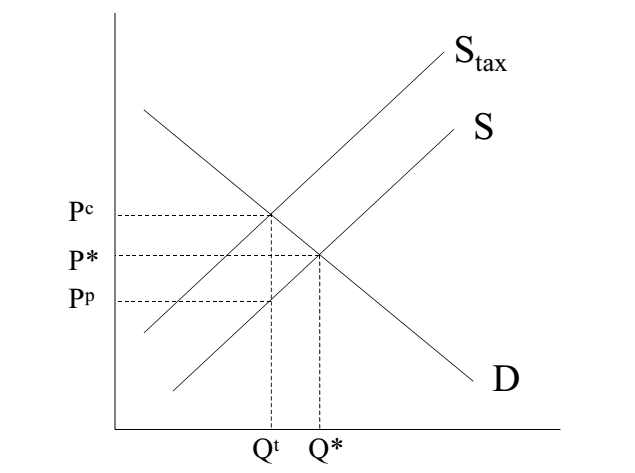 S_tax
S
P^c
P*
P^p
D
Q^t Q*